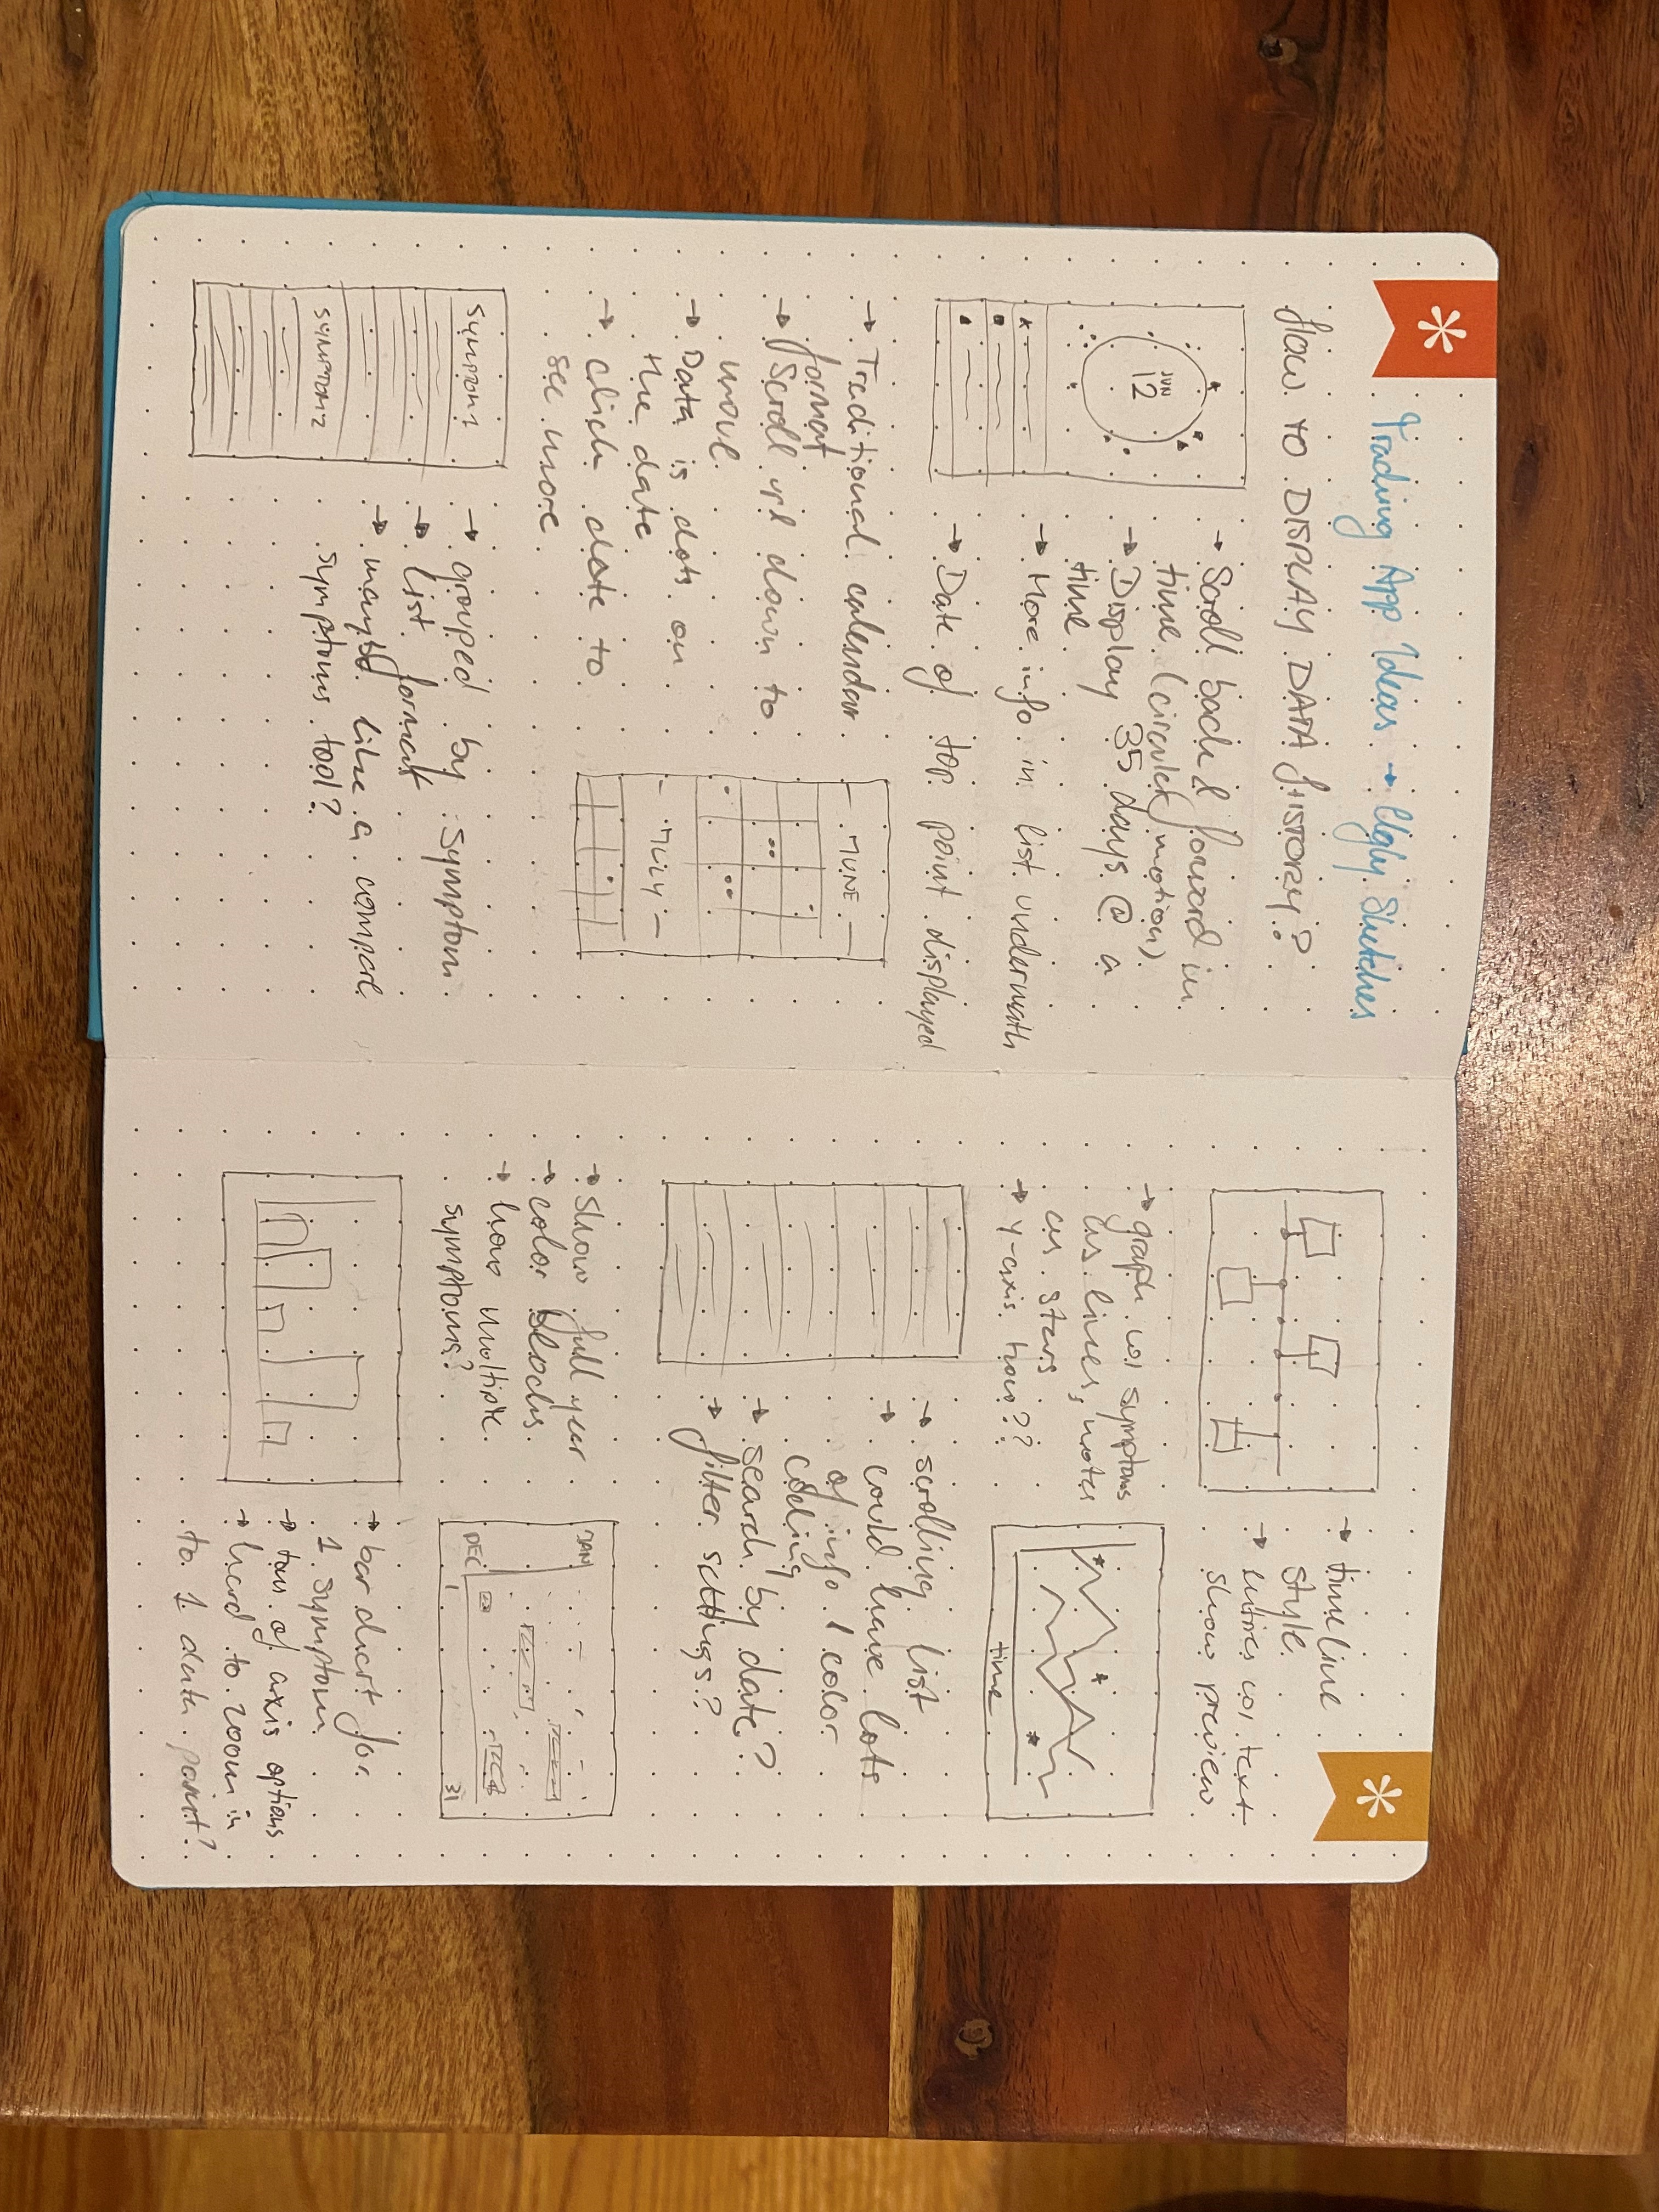 Trading App Ideas → Ugly Sketches
HOW TO DISPLAY DATA HISTORY?
JUN
12
→ Scroll back & forward in
time (circular motion)
→ Display 35 days @ a
time
→ More info in list underneath
→ Date of top point displayed
→ Traditional calendar
format
→ Scroll up & down to
move
→ Data is dots on
the date
→ click date to
see more
- JUNE -
- JULY -
SYMPTOM 1
SYMPTOM 2
→ grouped by symptom
→ list format
→ maybe like a compare
symptoms tool?
→ timeline
style
→ entries w/ text
show preview
→ graph w/ symptoms
as lines, notes
as stars
→ y-axis how??
time
→ scrolling list
→ could have lots
of info / color
coding
→ search by date?
→ filter settings?
→ Show full year
→ color blocks
→ how multiple
symptoms?
JAN
DEC
1
31
→ bar chart for
1 symptom
→ ton of axis options
→ hard to zoom in
to 1 data point?